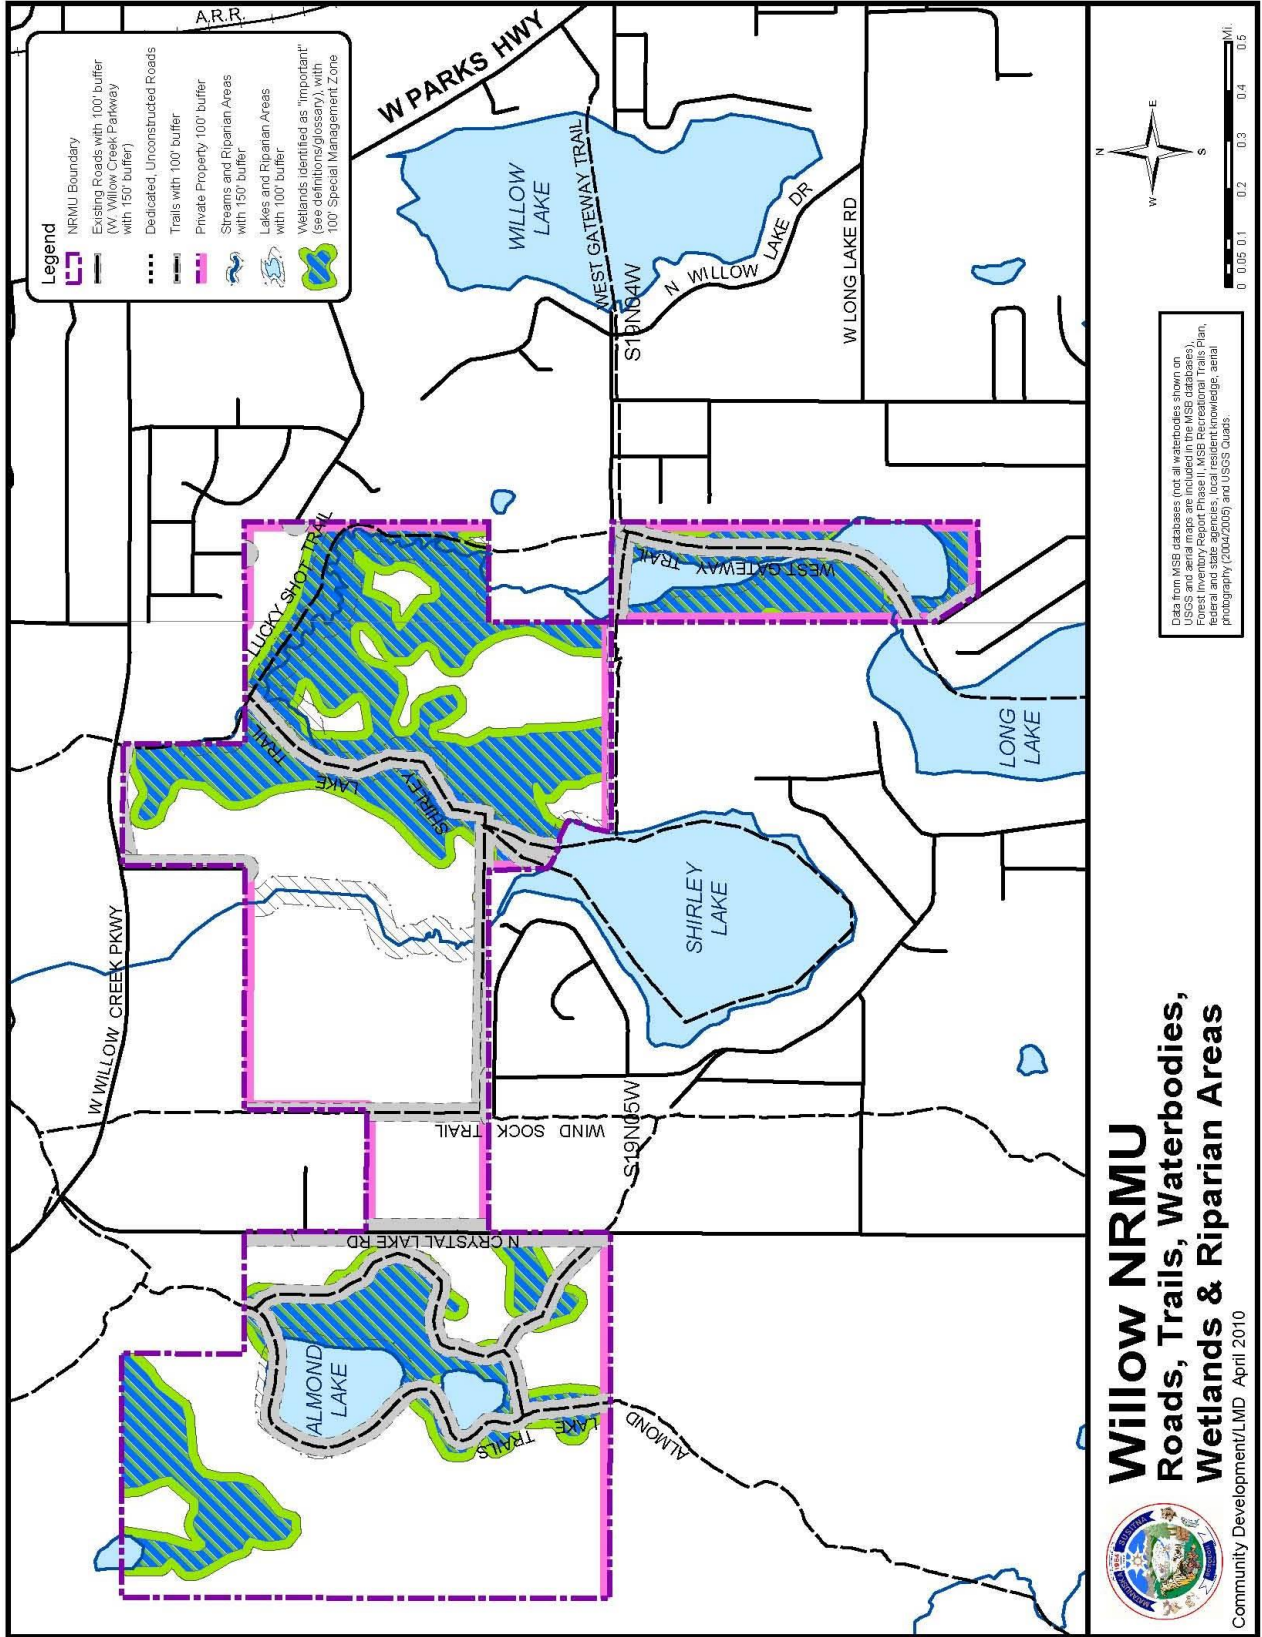 Legend
NRMU Boundary
Existing Roads with 100' buffer
(W. Willow Creek Parkway
with 150' buffer)
Dedicated, Unconstructed Roads
Trails with 100' buffer
Private Property 100' buffer
Streams and Riparian Areas
with 150' buffer
Lakes and Riparian Areas
with 100' buffer
Wetlands identified as "important"
(see definitions/glossary), with
100' Special Management Zone
A.R.R.
W PARKS HWY
W WILLOW CREEK PKWY
WILLOW
LAKE
WEST GATEWAY TRAIL
N WILLOW LAKE DR
S19N04W
W LONG LAKE RD
LUCKY SHOT TRAIL
SHIRLEY LAKE TRAIL
WEST GATEWAY TRAIL
LONG
LAKE
SHIRLEY
LAKE
WIND SOCK TRAIL
S19N05W
N CRYSTAL LAKE RD
ALMOND
LAKE
ALMOND LAKE TRAILS
N
W
E
S
0 0.05 0.1 0.2 0.3 0.4 0.5
Mi.
Data from MSB databases (not all waterbodies shown on
USGS and aerial maps are included in the MSB databases),
Forest Inventory Report Phase II, MSB Recreational Trails Plan,
federal and state agencies, local resident knowledge, aerial
photography (2004/2005) and USGS Quads.
Willow NRMU
Roads, Trails, Waterbodies,
Wetlands & Riparian Areas
MATANUSKA SUSITNA
Community Development/LMD April 2010